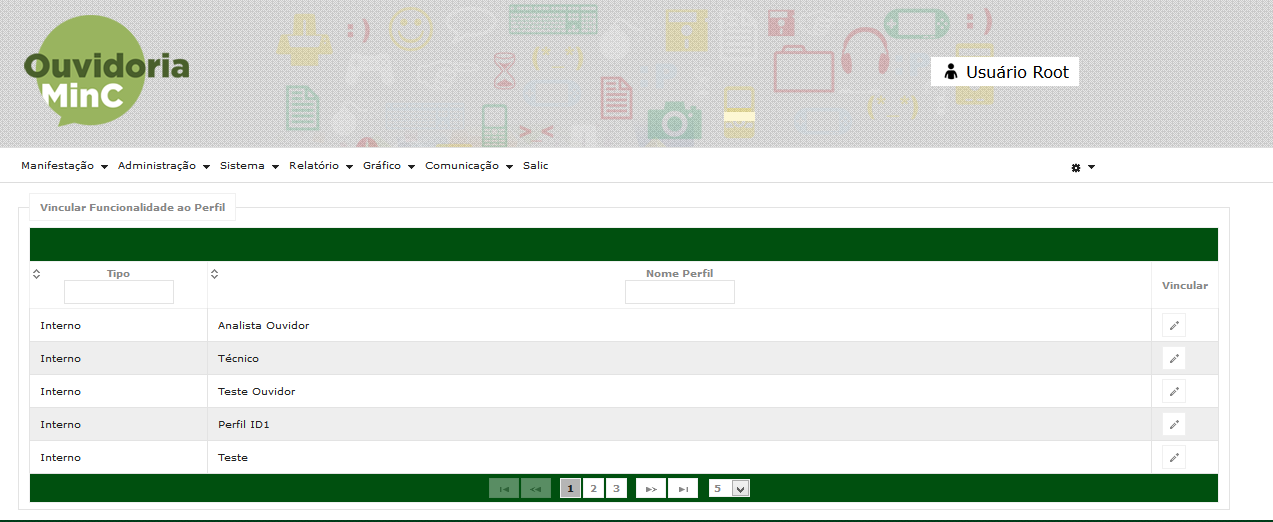 Ouvidoria
MinC
Usuário Root
Manifestação Administração Sistema Relatório Gráfico Comunicação Salic
Vincular Funcionalidade ao Perfil
Tipo Nome Perfil Vincular
Interno Analista Ouvidor
Interno Técnico
Interno Teste Ouvidor
Interno Perfil ID1
Interno Teste
1 2 3 5